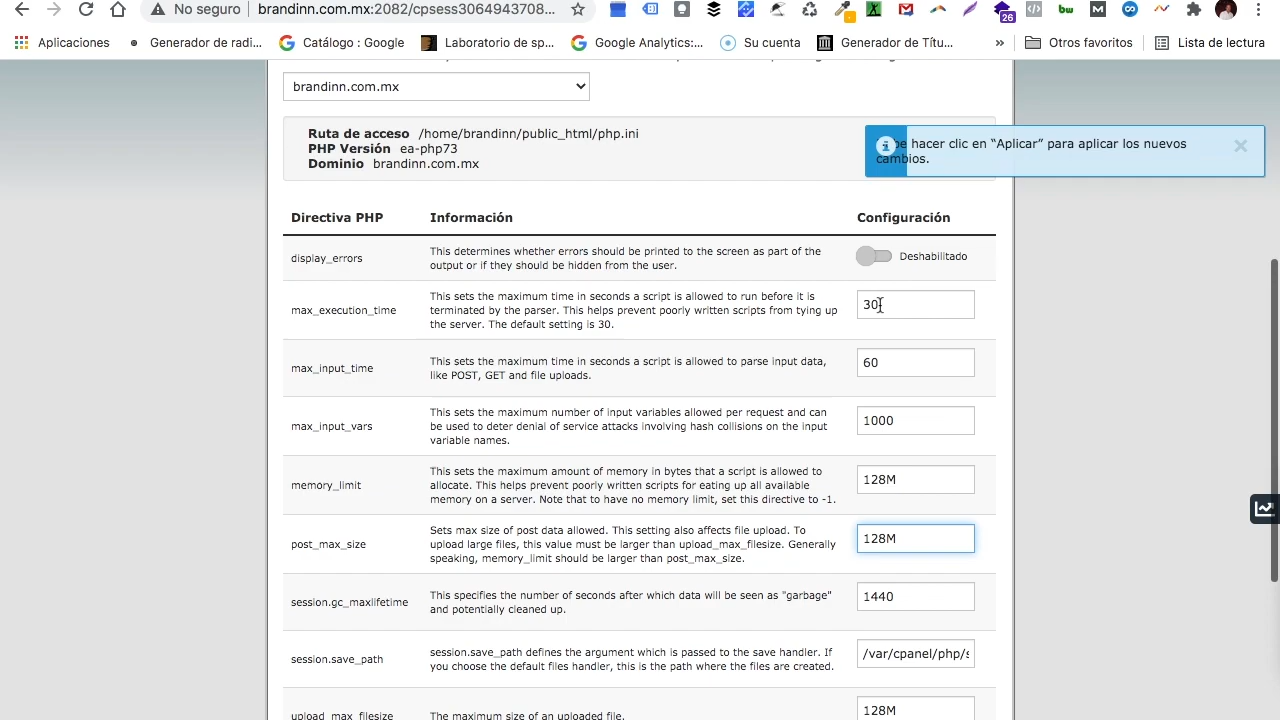 No seguro | brandinn.com.mx:2082/cpsess3064943708...
26
bw
M
Aplicaciones
Generador de radi...
Catálogo : Google
Laboratorio de sp...
Google Analytics:...
Su cuenta
Generador de Títu...
»
Otros favoritos
Lista de lectura
brandinn.com.mx
Ruta de acceso /home/brandinn/public_html/php.ini
PHP Versión ea-php73
Dominio brandinn.com.mx
hacer clic en “Aplicar” para aplicar los nuevos
cambios.
Directiva PHP Información Configuración
display_errors
This determines whether errors should be printed to the screen as part of the
output or if they should be hidden from the user.
Deshabilitado
max_execution_time
This sets the maximum time in seconds a script is allowed to run before it is
terminated by the parser. This helps prevent poorly written scripts from tying up
the server. The default setting is 30.
30
max_input_time
This sets the maximum time in seconds a script is allowed to parse input data,
like POST, GET and file uploads.
60
max_input_vars
This sets the maximum number of input variables allowed per request and can
be used to deter denial of service attacks involving hash collisions on the input
variable names.
1000
memory_limit
This sets the maximum amount of memory in bytes that a script is allowed to
allocate. This helps prevent poorly written scripts for eating up all available
memory on a server. Note that to have no memory limit, set this directive to -1.
128M
post_max_size
Sets max size of post data allowed. This setting also affects file upload. To
upload large files, this value must be larger than upload_max_filesize. Generally
speaking, memory_limit should be larger than post_max_size.
128M
session.gc_maxlifetime
This specifies the number of seconds after which data will be seen as "garbage"
and potentially cleaned up.
1440
session.save_path
session.save_path defines the argument which is passed to the save handler. If
you choose the default files handler, this is the path where the files are created.
/var/cpanel/php/s
upload_max_filesize
The maximum size of an uploaded file.
128M